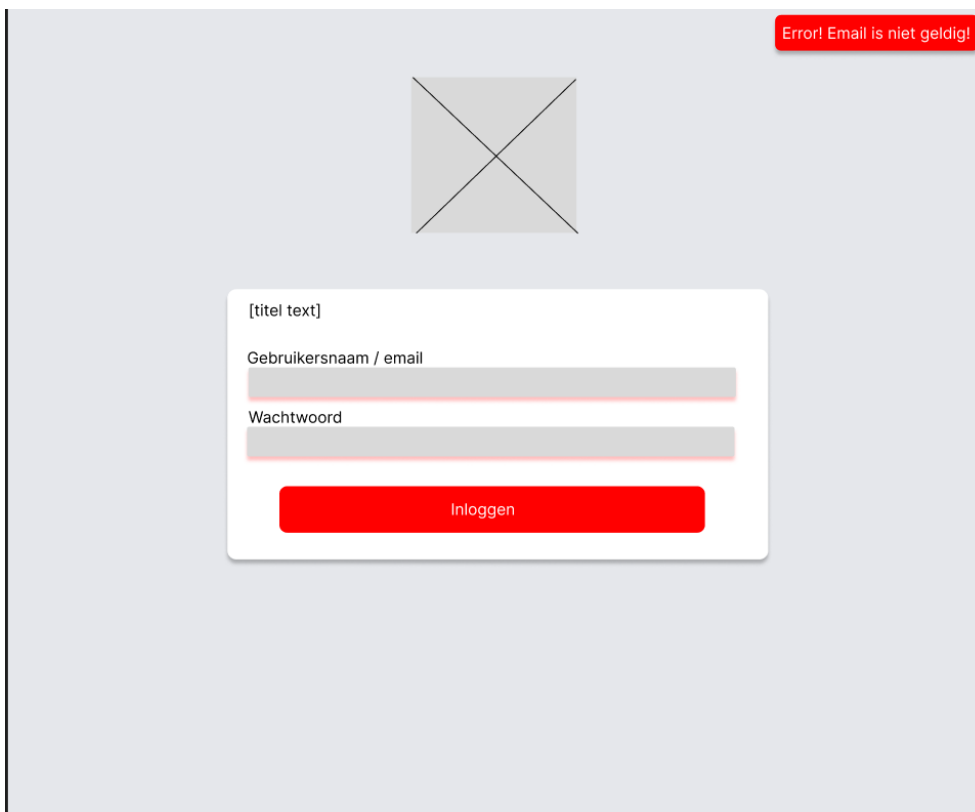 Error! Email is niet geldig!
[titel text]
Gebruikersnaam / email
Wachtwoord
Inloggen